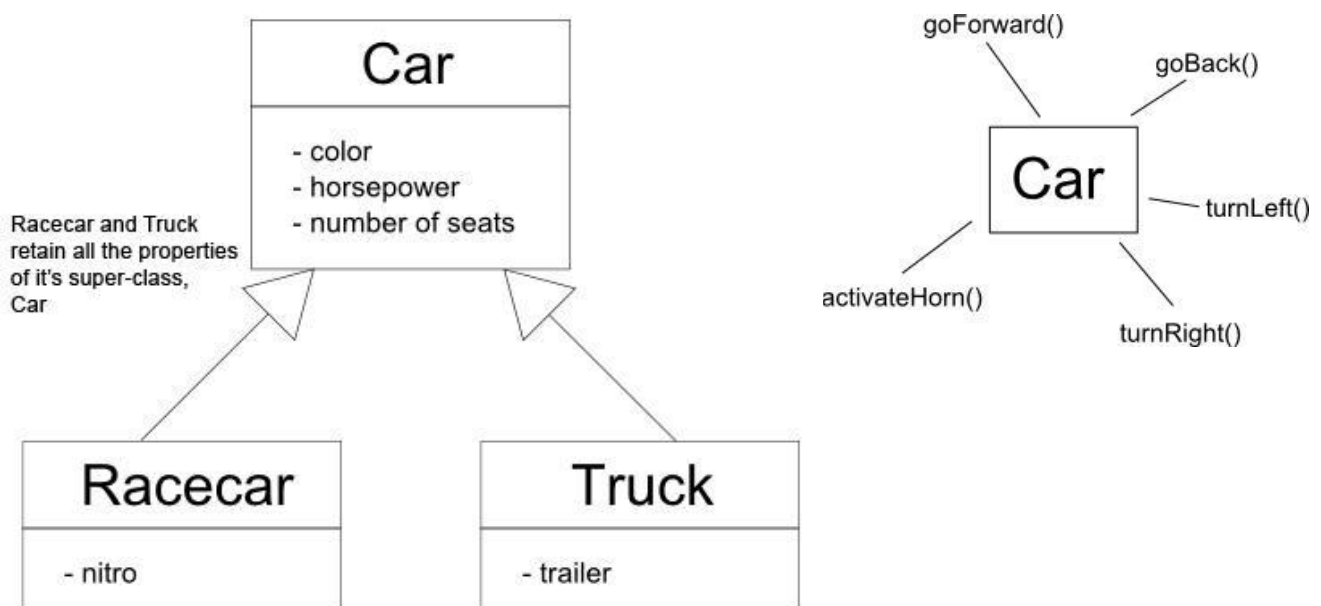 Car
- color
- horsepower
- number of seats
Racecar and Truck
retain all the properties
of it's super-class,
Car
Racecar
- nitro
Truck
- trailer
goForward()
goBack()
Car
turnLeft()
activateHorn()
turnRight()